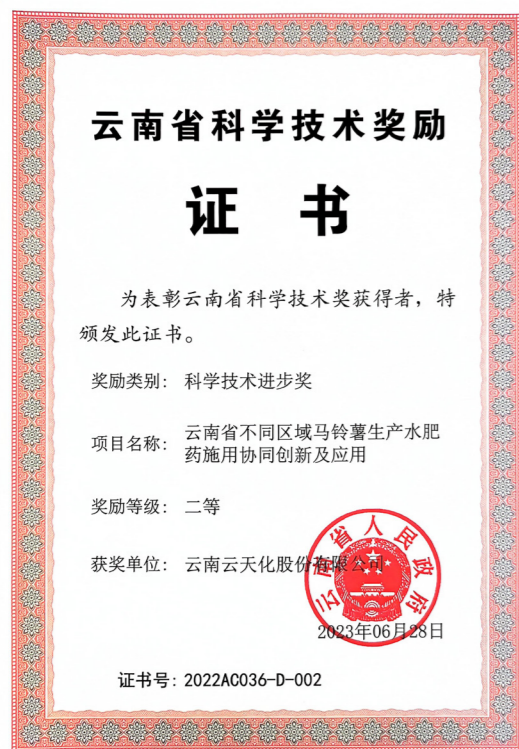 云南省科学技术奖励
证 书
为表彰云南省科学技术奖获得者，特
颁发此证书。
奖励类别： 科学技术进步奖
项目名称： 云南省不同区域马铃薯生产水肥
药施用协同创新及应用
奖励等级： 二等
获奖单位： 云南云天化股份有限公司
云南省人民政府
2023年06月28日
证书号：2022AC036-D-002